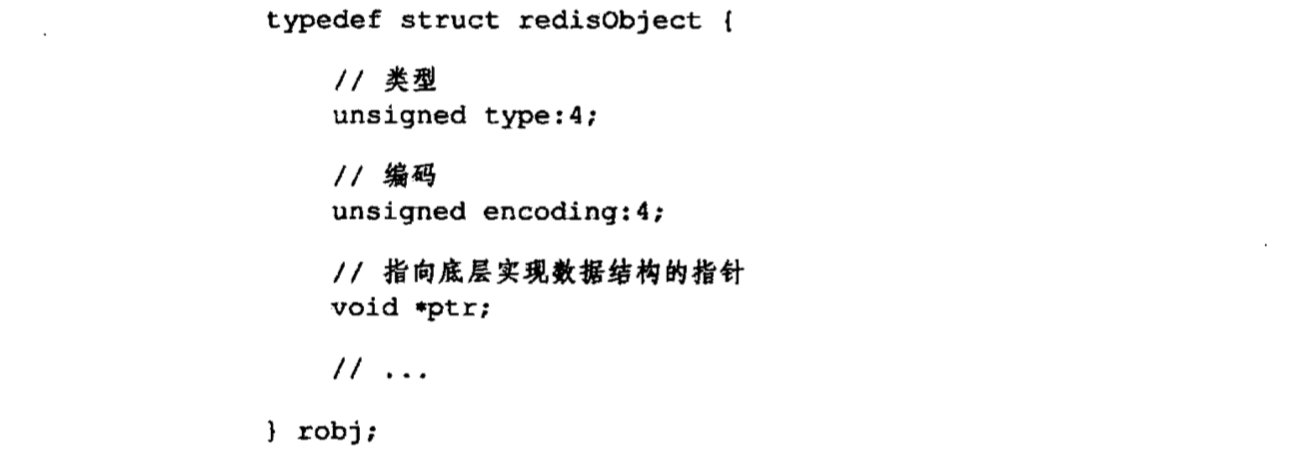 typedef struct redisObject {
// 类型
unsigned type:4;
// 编码
unsigned encoding:4;
// 指向底层实现数据结构的指针
void *ptr;
// ...
} robj;